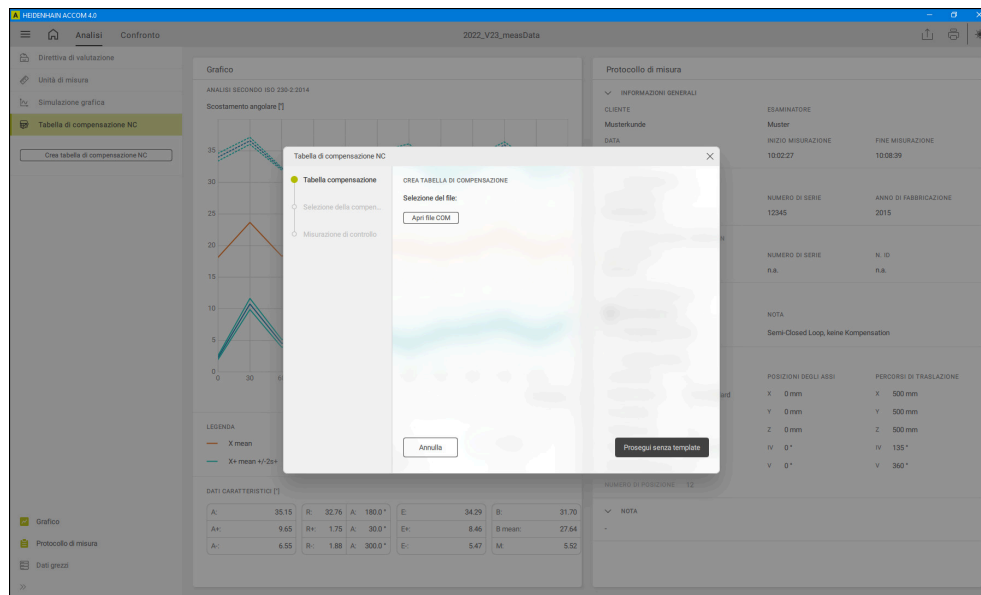 HEIDENHAIN ACCOM 4.0
Analisi Confronto 2022_V23_measData
Direttiva di valutazione
Unità di misura
Simulazione grafica
Tabella di compensazione NC
Crea tabella di compensazione NC
Grafico
Protocollo di misura
Dati grezzi
Grafico
ANALISI SECONDO ISO 230-2:2014
Scostamento angolare ["]
35
30
25
20
15
10
5
0
0 30
LEGENDA
X mean
X+ mean +/-2s+
DATI CARATTERISTICI ["]
A: 35.15 R: 32.76 A: 180.0 ° E: 34.29 B: 31.70
A+: 9.65 R+: 1.75 A: 30.0 ° E+: 8.46 B mean: 27.64
A-: 6.55 R-: 1.88 A: 300.0 ° E-: 5.47 M: 5.52
Tabella di compensazione NC
Tabella compensazione
Selezione della compen...
Misurazione di controllo
CREA TABELLA DI COMPENSAZIONE
Selezione del file:
Apri file COM
Annulla
Prosegui senza template
Protocollo di misura
INFORMAZIONI GENERALI
CLIENTE ESAMINATORE
Musterkunde Muster
DATA INIZIO MISURAZIONE FINE MISURAZIONE
10:02:27 10:08:39
NUMERO DI SERIE ANNO DI FABBRICAZIONE
12345 2015
NUMERO DI SERIE N. ID
n.a. n.a.
NOTA
Semi-Closed Loop, keine Kompensation
POSIZIONI DEGLI ASSI PERCORSI DI TRASLAZIONE
X 0 mm X 500 mm
Y 0 mm Y 500 mm
Z 0 mm Z 500 mm
IV 0 ° IV 135 °
V 0 ° V 360 °
NUMERO DI POSIZIONE 12
NOTA
-